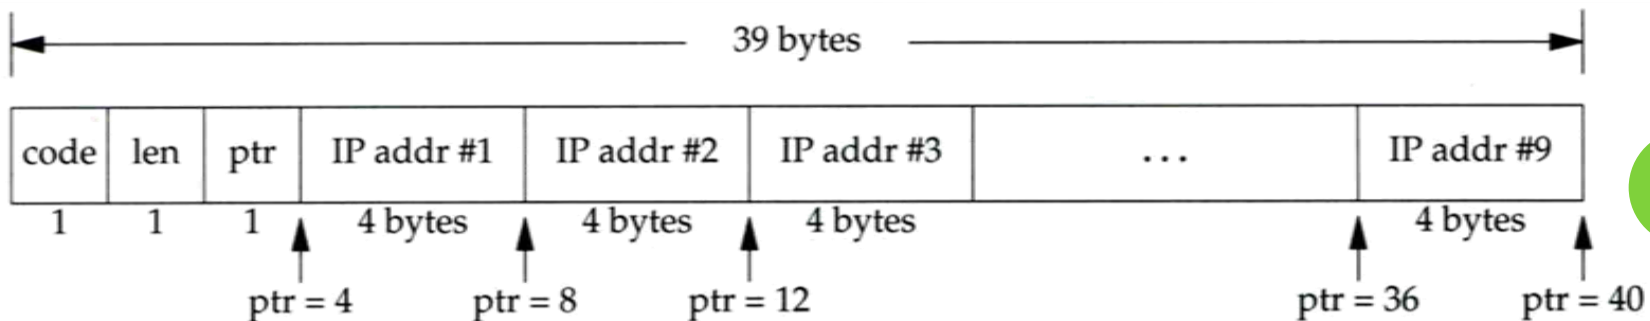 39 bytes
code len ptr IP addr #1 IP addr #2 IP addr #3 ... IP addr #9
1 1 1 4 bytes 4 bytes 4 bytes 4 bytes
ptr = 4 ptr = 8 ptr = 12 ptr = 36 ptr = 40